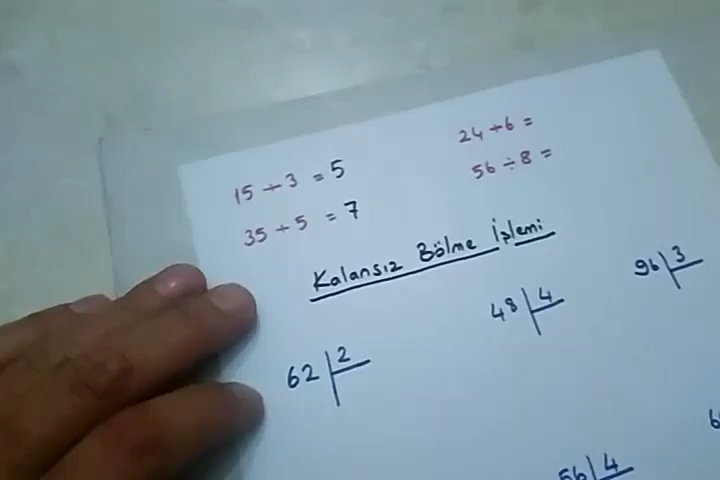 15 ÷ 3 = 5
24 ÷ 6 =
35 ÷ 5 = 7
56 ÷ 8 =
Kalansız Bölme İşlemi
62 | 2
48 | 4
96 | 3
56 | 4